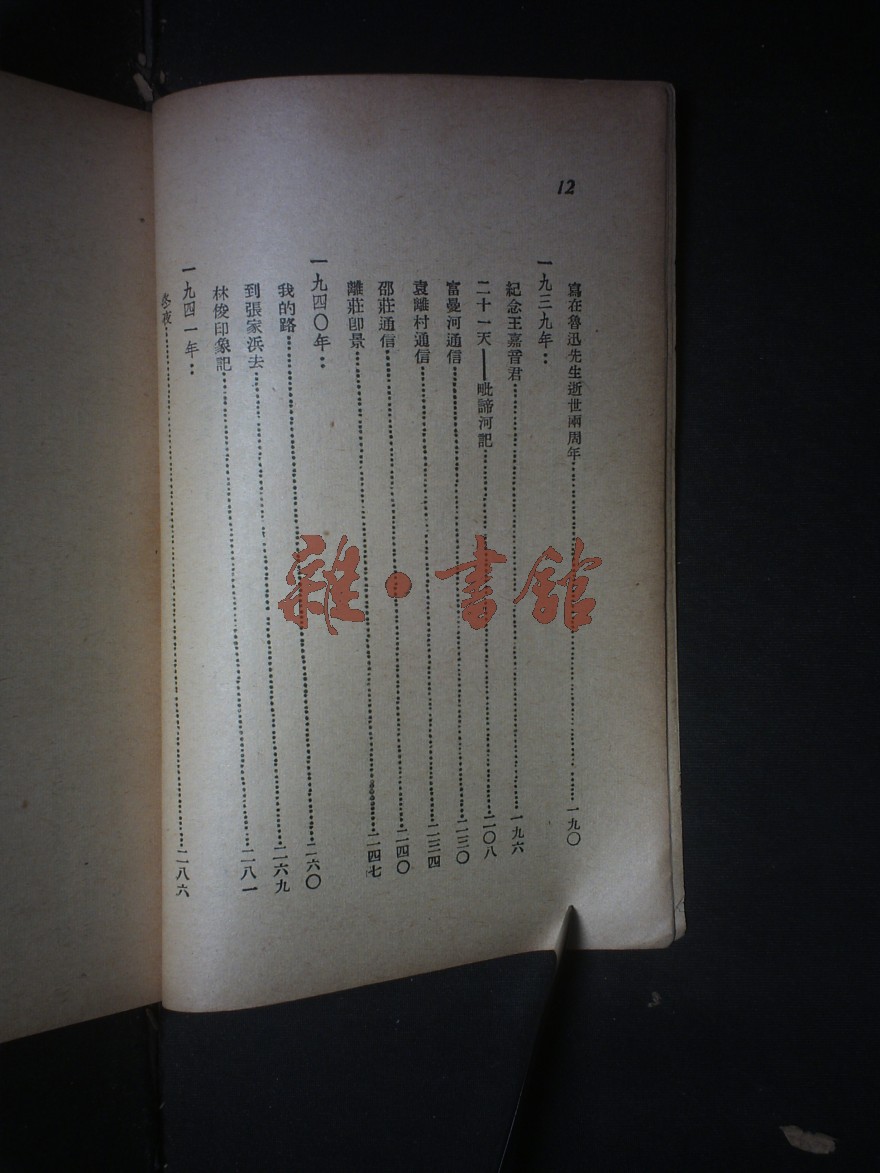 12
寫在魯迅先生逝世兩周年……一九〇
一九三九年：
紀念王嘉音君……一九六
二十一天——毗諦河記……二〇八
富曼河通信……二三〇
袁離村通信……二三四
邵莊通信……二四〇
離莊即景……二四七
一九四〇年：
我的路……二六〇
到張家浜去……二六九
林俊印象記……二八一
一九四一年：
冬夜……二八六
雜·書館